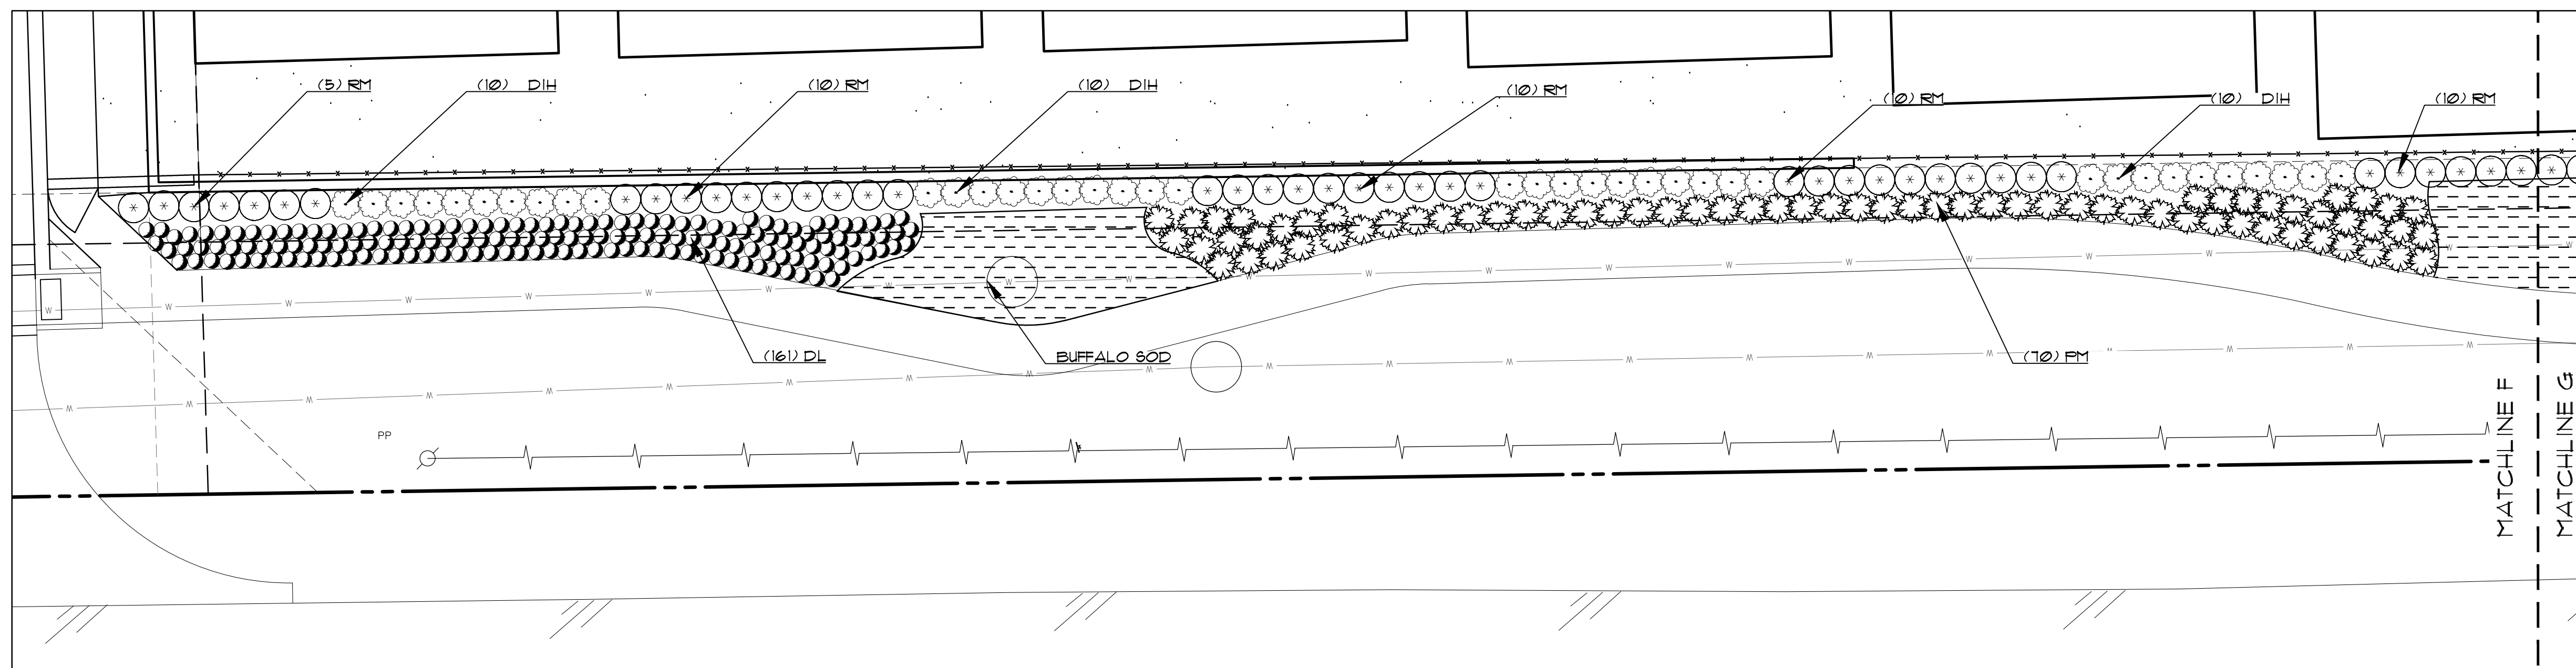 (5) RM
(10) DIH
(10) RM
(10) DIH
(10) RM
(10) RM
(10) DIH
(10) RM
(161) DL
BUFFALO SOD
(70) PM
PP
MATCHLINE F
MATCHLINE G
W W W W W W W W W W W W W W W W W W W W W
W W W W W W W W W W W W W W W W W W W W